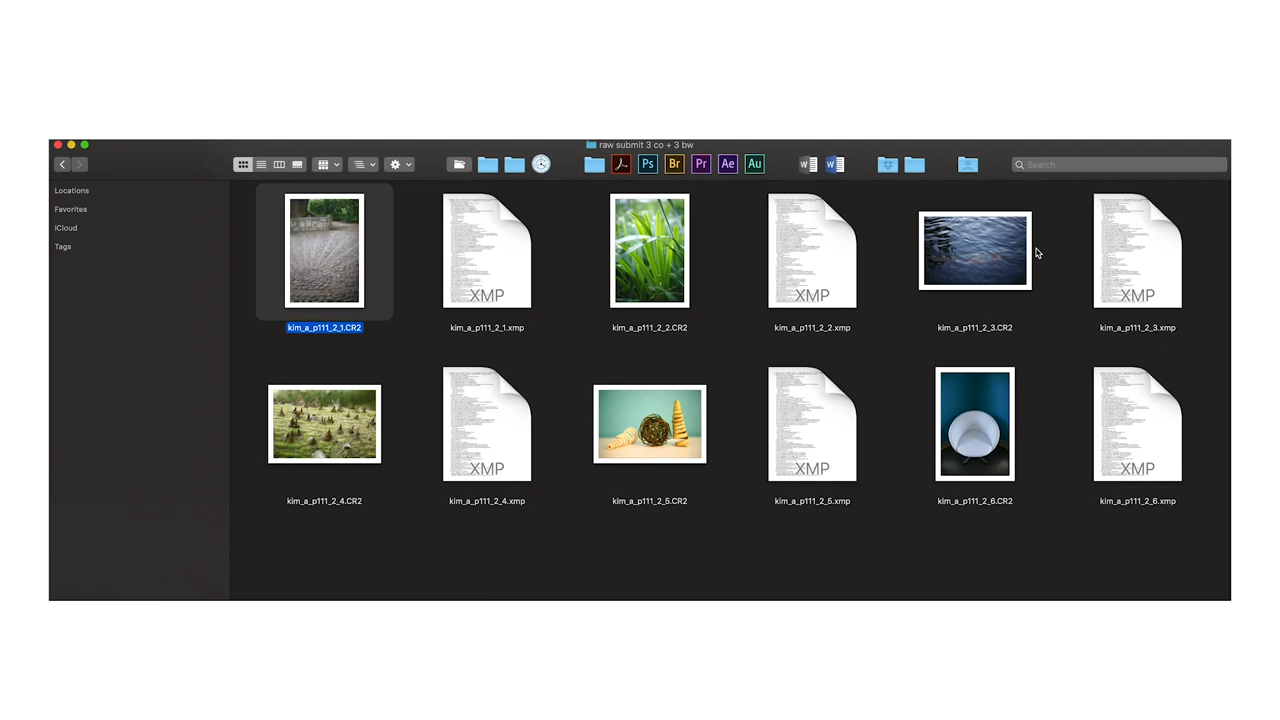 raw submit 3 co + 3 bw
Ps Br Pr Ae Au W W
Search
Locations
Favorites
iCloud
Tags
XMP XMP XMP
kim_a_p111_2_1.CR2 kim_a_p111_2_1.xmp kim_a_p111_2_2.CR2 kim_a_p111_2_2.xmp kim_a_p111_2_3.CR2 kim_a_p111_2_3.xmp
XMP XMP XMP
kim_a_p111_2_4.CR2 kim_a_p111_2_4.xmp kim_a_p111_2_5.CR2 kim_a_p111_2_5.xmp kim_a_p111_2_6.CR2 kim_a_p111_2_6.xmp